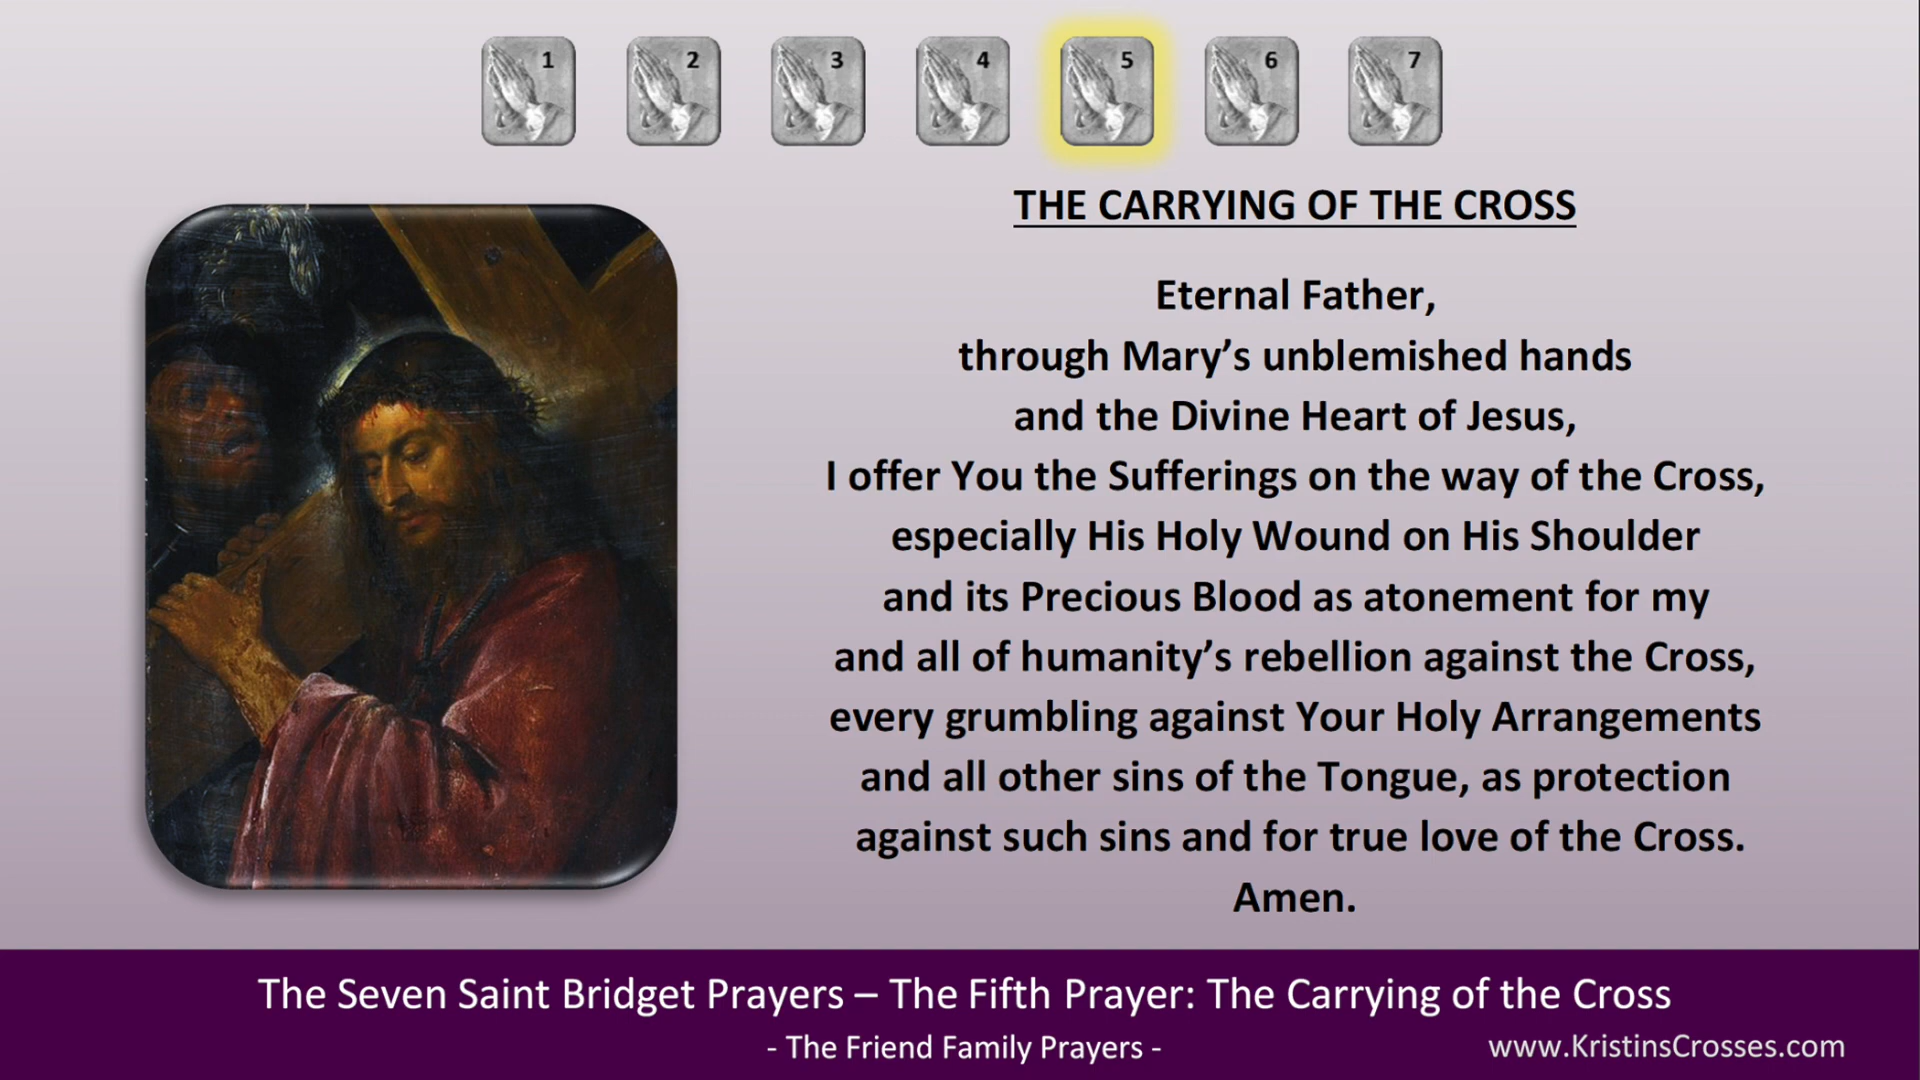 1 2 3 4 5 6 7
THE CARRYING OF THE CROSS
Eternal Father,
through Mary’s unblemished hands
and the Divine Heart of Jesus,
I offer You the Sufferings on the way of the Cross,
especially His Holy Wound on His Shoulder
and its Precious Blood as atonement for my
and all of humanity’s rebellion against the Cross,
every grumbling against Your Holy Arrangements
and all other sins of the Tongue, as protection
against such sins and for true love of the Cross.
Amen.
The Seven Saint Bridget Prayers – The Fifth Prayer: The Carrying of the Cross
- The Friend Family Prayers -
www.KristinsCrosses.com